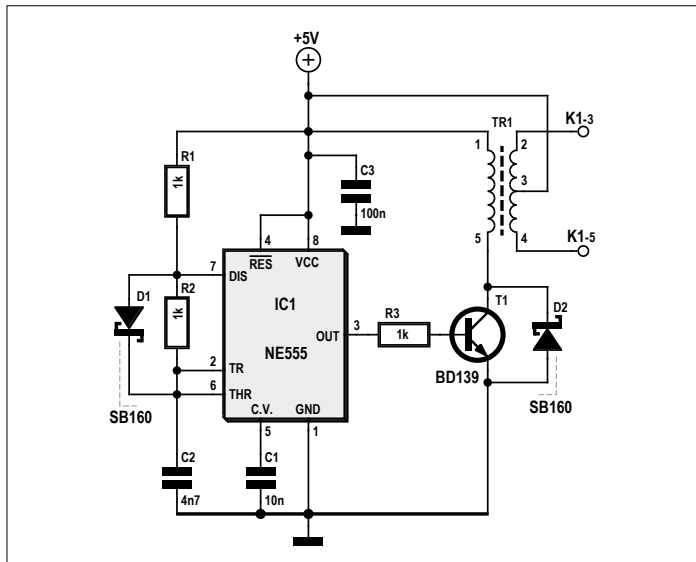 +5V
TR1
K1-3
1
2
R1
1k
C3
3
100n
4
8
5
4
K1-5
RES
VCC
7
DIS
D1
R2
1k
IC1
T1
D2
OUT
3
R3
1k
NE555
2
TR
BD139
6
THR
SB160
SB160
C.V.
GND
5
1
C2
C1
4n7
10n